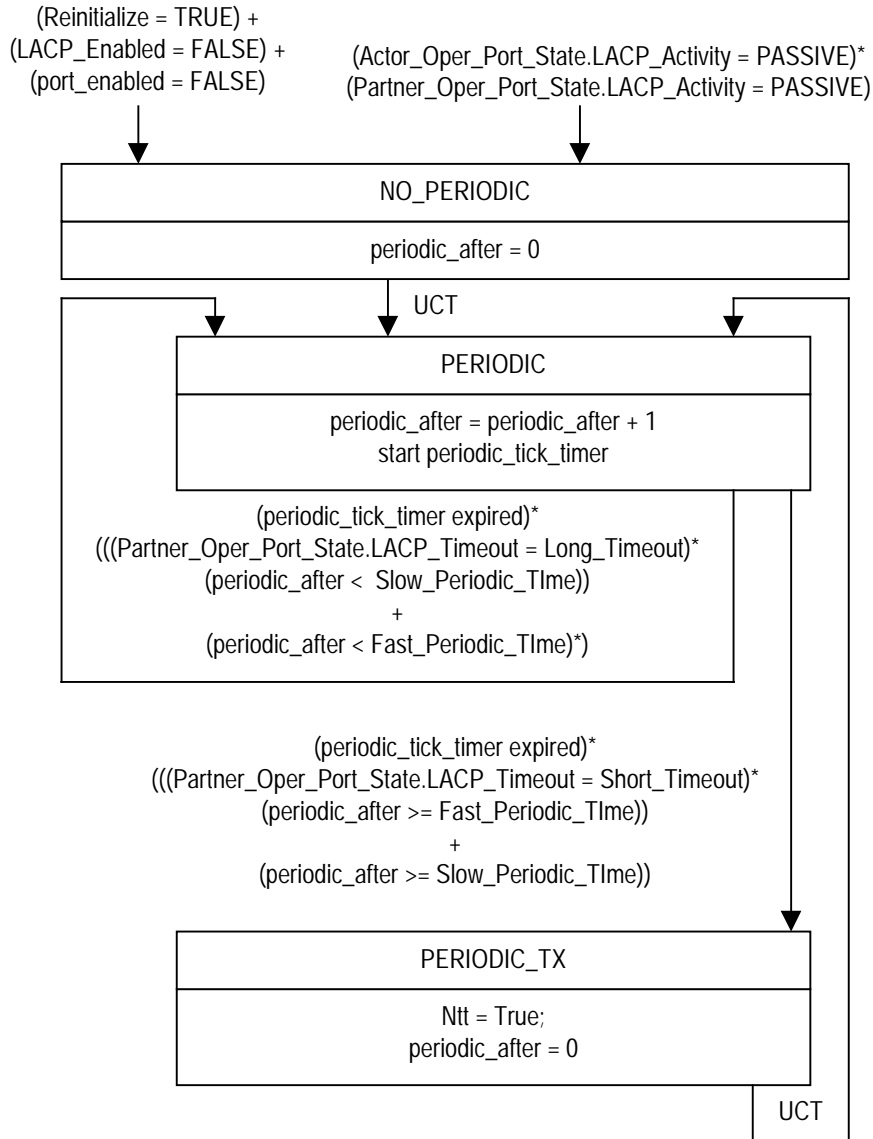 (Reinitialize = TRUE) +
(LACP_Enabled = FALSE) +
(port_enabled = FALSE)
(Actor_Oper_Port_State.LACP_Activity = PASSIVE)*
(Partner_Oper_Port_State.LACP_Activity = PASSIVE)
NO_PERIODIC
periodic_after = 0
UCT
PERIODIC
periodic_after = periodic_after + 1
start periodic_tick_timer
(periodic_tick_timer expired)*
(((Partner_Oper_Port_State.LACP_Timeout = Long_Timeout)*
(periodic_after < Slow_Periodic_TIme))
+
(periodic_after < Fast_Periodic_TIme)*)
(periodic_tick_timer expired)*
(((Partner_Oper_Port_State.LACP_Timeout = Short_Timeout)*
(periodic_after >= Fast_Periodic_TIme))
+
(periodic_after >= Slow_Periodic_TIme))
PERIODIC_TX
Ntt = True;
periodic_after = 0
UCT